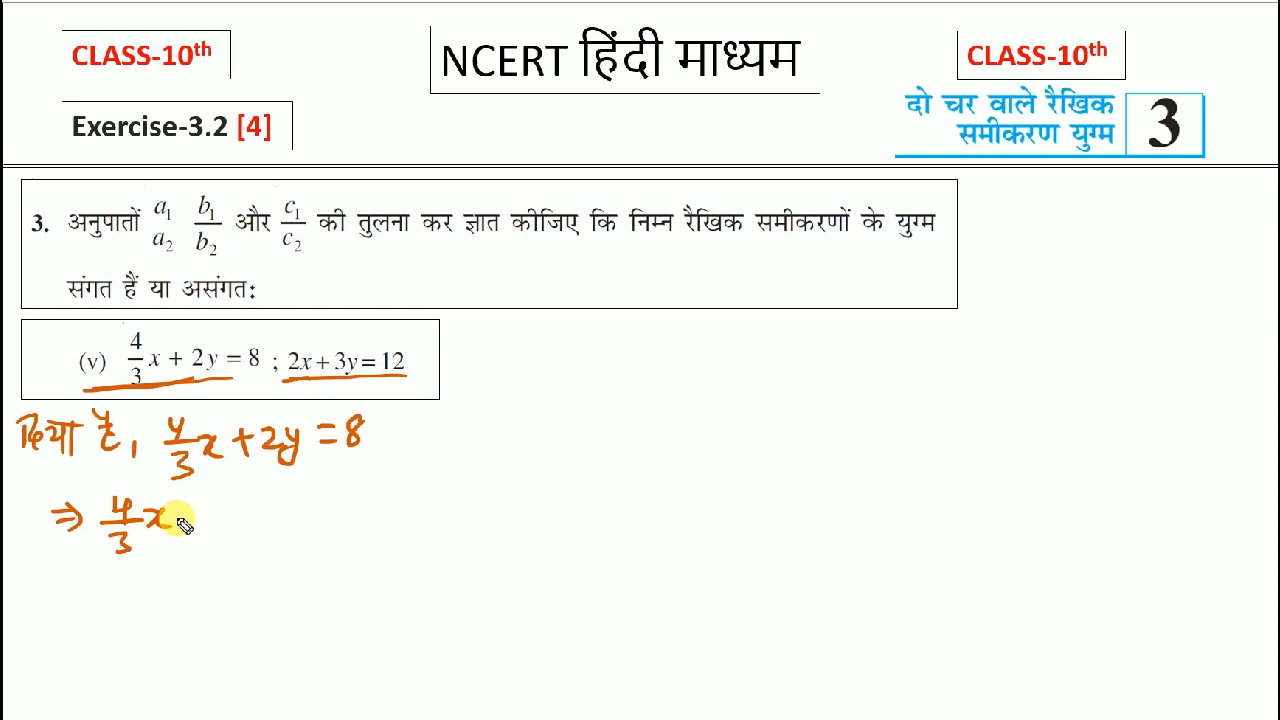 CLASS-10th
NCERT हिंदी माध्यम
CLASS-10th
Exercise-3.2 [4]
दो चर वाले रैखिक
समीकरण युग्म
3
3. अनुपातों a₁/a₂ b₁/b₂ और c₁/c₂ की तुलना कर ज्ञात कीजिए कि निम्न रैखिक समीकरणों के युग्म
संगत हैं या असंगत:
(v) 4/3 x + 2y = 8 ; 2x + 3y = 12
दिया है, 4/3 x + 2y = 8
⇒ 4/3 x